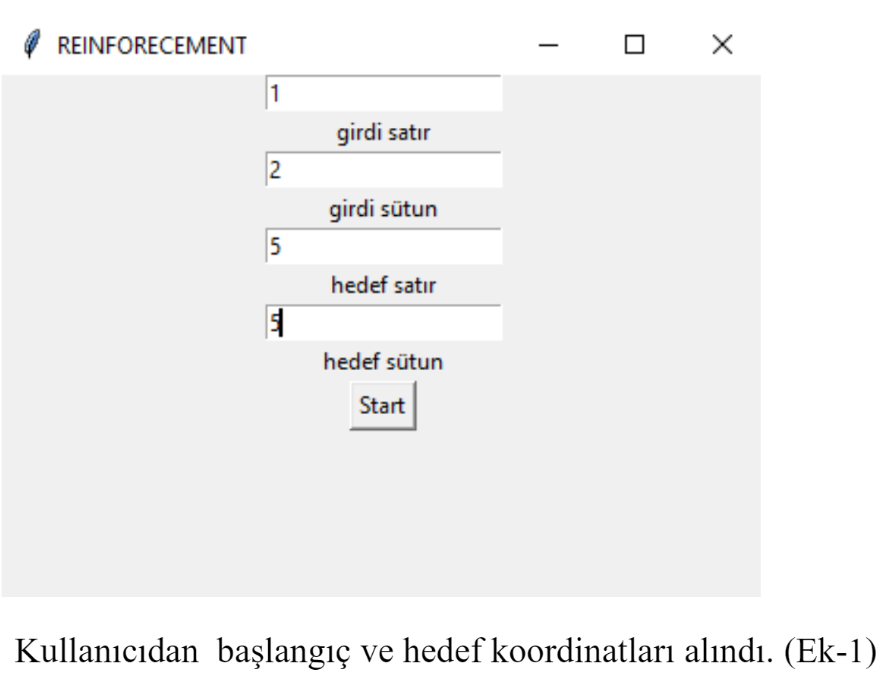 REINFORECEMENT
1
girdi satır
2
girdi sütun
5
hedef satır
5
hedef sütun
Start
Kullanıcıdan başlangıç ve hedef koordinatları alındı. (Ek-1)